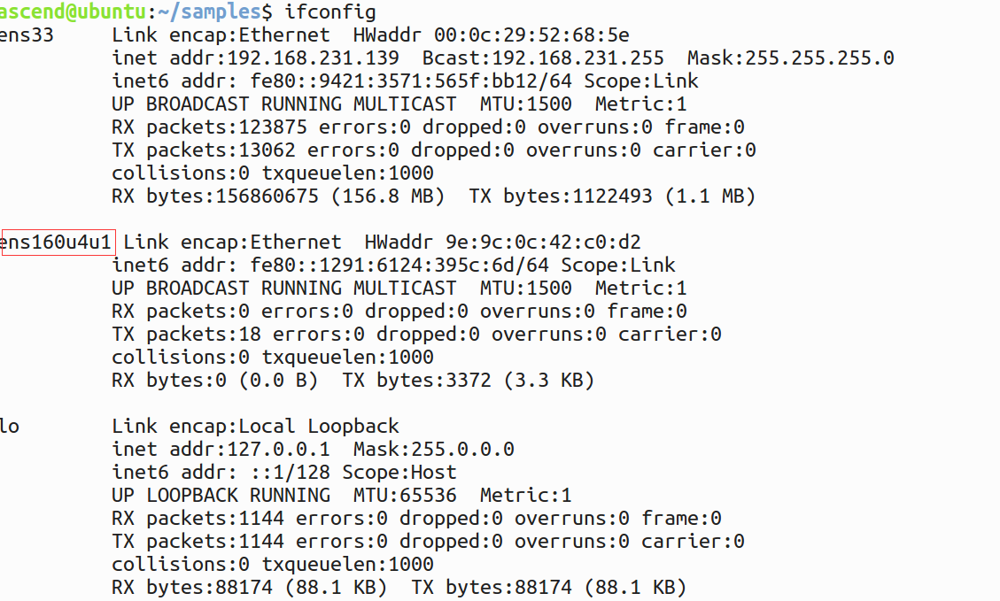 ascend@ubuntu:~/samples$ ifconfig
ens33     Link encap:Ethernet  HWaddr 00:0c:29:52:68:5e
          inet addr:192.168.231.139  Bcast:192.168.231.255  Mask:255.255.255.0
          inet6 addr: fe80::9421:3571:565f:bb12/64 Scope:Link
          UP BROADCAST RUNNING MULTICAST  MTU:1500  Metric:1
          RX packets:123875 errors:0 dropped:0 overruns:0 frame:0
          TX packets:13062 errors:0 dropped:0 overruns:0 carrier:0
          collisions:0 txqueuelen:1000
          RX bytes:156860675 (156.8 MB)  TX bytes:1122493 (1.1 MB)

ens160u4u1 Link encap:Ethernet  HWaddr 9e:9c:0c:42:c0:d2
          inet6 addr: fe80::1291:6124:395c:6d/64 Scope:Link
          UP BROADCAST RUNNING MULTICAST  MTU:1500  Metric:1
          RX packets:0 errors:0 dropped:0 overruns:0 frame:0
          TX packets:18 errors:0 dropped:0 overruns:0 carrier:0
          collisions:0 txqueuelen:1000
          RX bytes:0 (0.0 B)  TX bytes:3372 (3.3 KB)

lo        Link encap:Local Loopback
          inet addr:127.0.0.1  Mask:255.0.0.0
          inet6 addr: ::1/128 Scope:Host
          UP LOOPBACK RUNNING  MTU:65536  Metric:1
          RX packets:1144 errors:0 dropped:0 overruns:0 frame:0
          TX packets:1144 errors:0 dropped:0 overruns:0 carrier:0
          collisions:0 txqueuelen:1000
          RX bytes:88174 (88.1 KB)  TX bytes:88174 (88.1 KB)